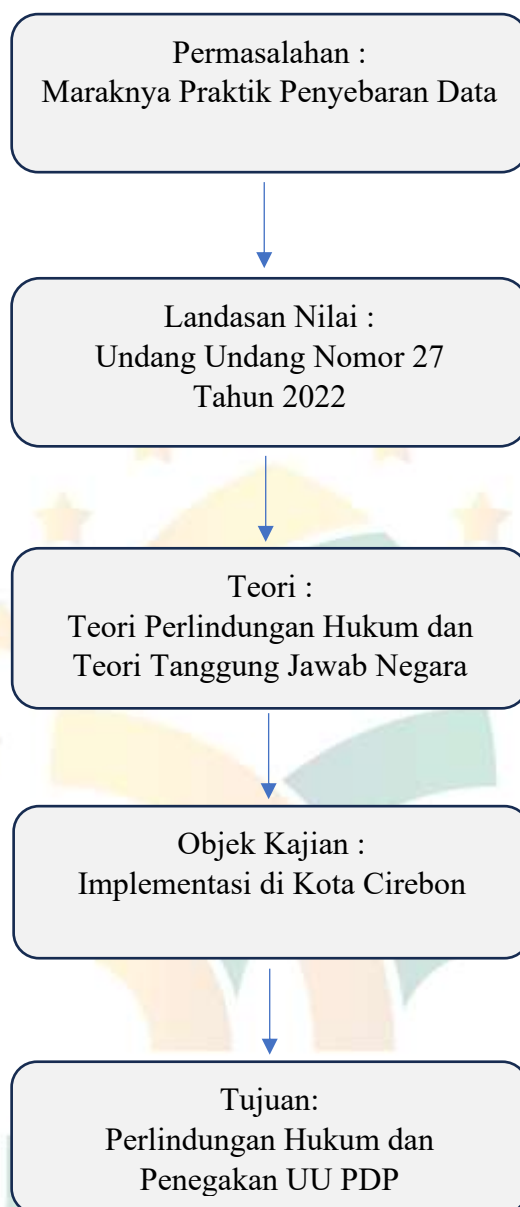 Permasalahan :
Maraknya Praktik Penyebaran Data
Landasan Nilai :
Undang Undang Nomor 27
Tahun 2022
Teori :
Teori Perlindungan Hukum dan
Teori Tanggung Jawab Negara
Objek Kajian :
Implementasi di Kota Cirebon
Tujuan:
Perlindungan Hukum dan
Penegakan UU PDP